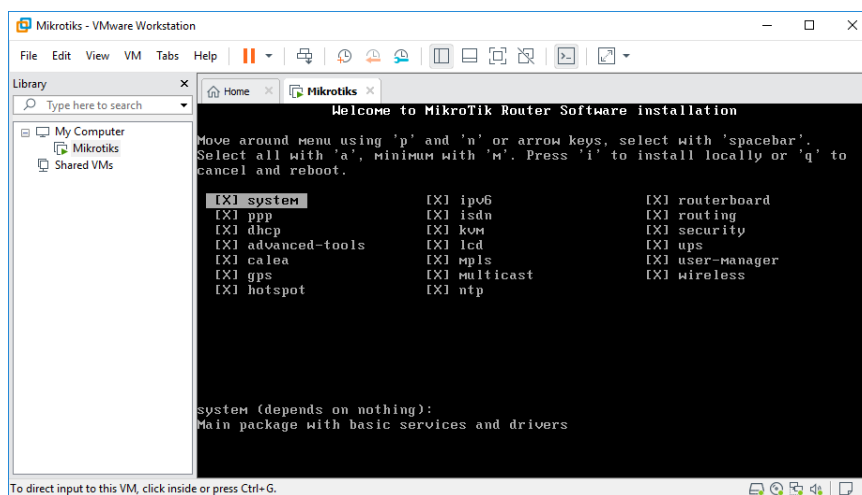 Mikrotiks - VMware Workstation
File Edit View VM Tabs Help
Library
Type here to search
My Computer
Mikrotiks
Shared VMs
Home
Mikrotiks
Welcome to MikroTik Router Software installation
Move around menu using 'p' and 'n' or arrow keys, select with 'spacebar'.
Select all with 'a', minimum with 'm'. Press 'i' to install locally or 'q' to
cancel and reboot.
[X] system [X] ipv6 [X] routerboard
[X] ppp [X] isdn [X] routing
[X] dhcp [X] kvm [X] security
[X] advanced-tools [X] lcd [X] ups
[X] calea [X] mpls [X] user-manager
[X] gps [X] multicast [X] wireless
[X] hotspot [X] ntp
system (depends on nothing):
Main package with basic services and drivers
To direct input to this VM, click inside or press Ctrl+G.